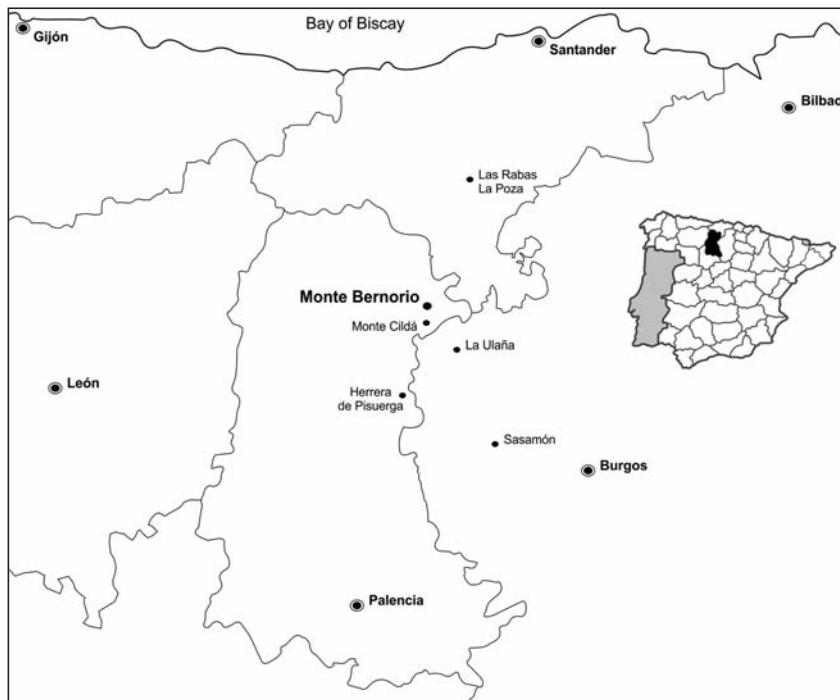 Bay of Biscay
Gijón
Santander
Bilbao
Las Rabas
La Poza
Monte Bernorio
Monte Cildá
La Ulaña
León
Herrera
de Pisuerga
Sasamón
Burgos
Palencia